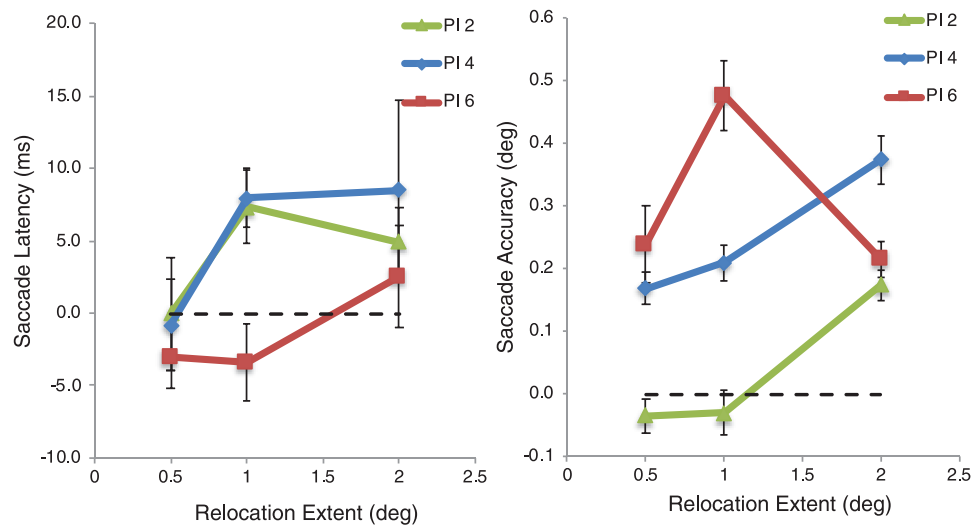 20.0
15.0
10.0
5.0
0.0
-5.0
-10.0
Saccade Latency (ms)
0 0.5 1 1.5 2 2.5
Relocation Extent (deg)
PI 2
PI 4
PI 6
0.6
0.5
0.4
0.3
0.2
0.1
0.0
-0.1
Saccade Accuracy (deg)
0 0.5 1 1.5 2 2.5
Relocation Extent (deg)
PI 2
PI 4
PI 6